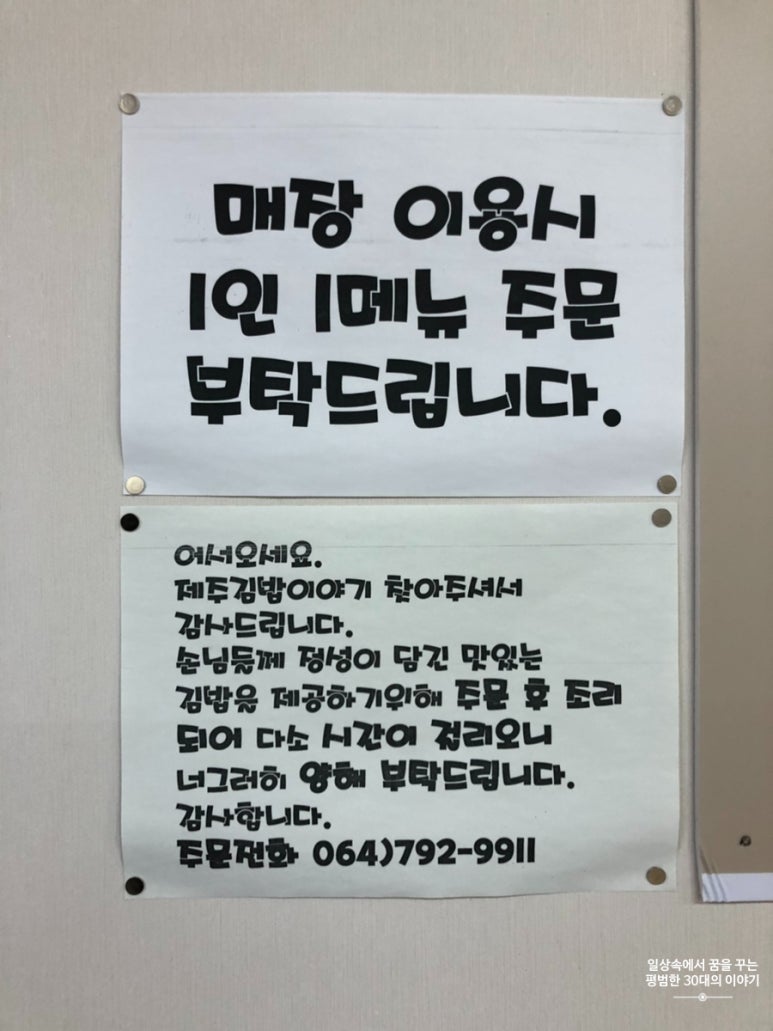 매장 이용시
1인 1메뉴 주문
부탁드립니다.
어서오세요.
제주김밥이야기 찾아주셔서
감사드립니다.
손님들께 정성이 담긴 맛있는
김밥을 제공하기위해 주문 후 조리
되어 다소 시간이 걸리오니
너그러히 양해 부탁드립니다.
감사합니다.
주문전화 064)792-9911
일상속에서 꿈을 꾸는
평범한 30대의 이야기